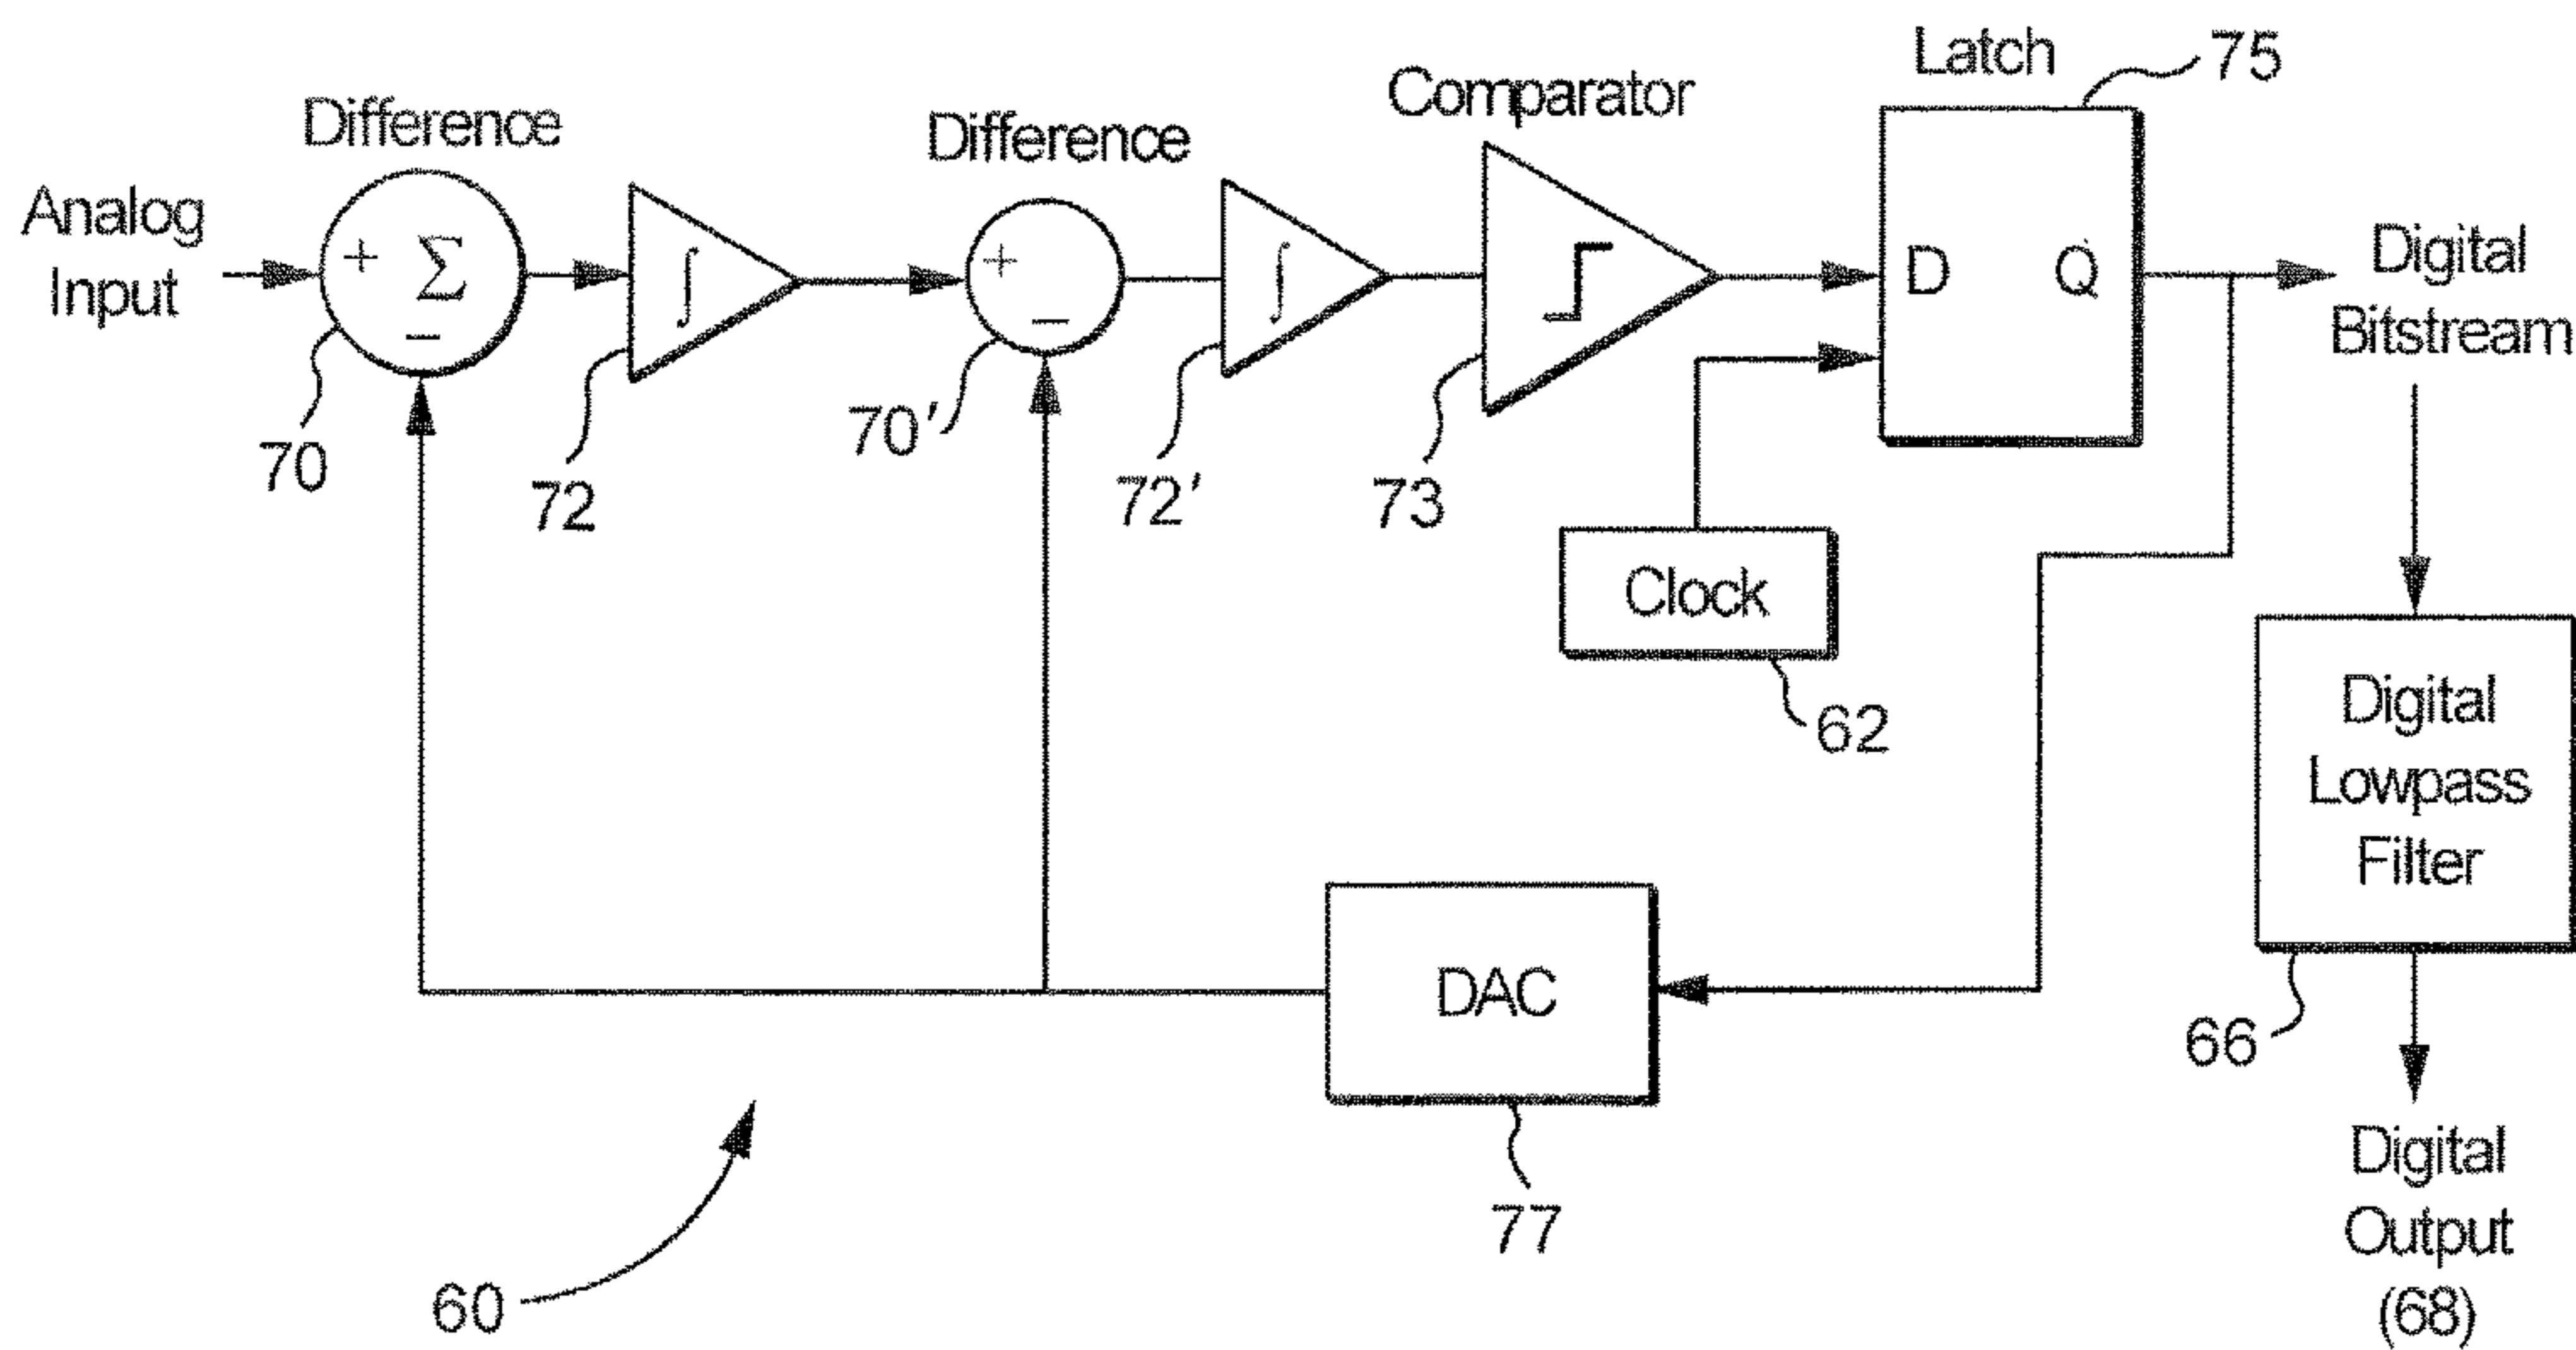 Latch
75
Comparator
Difference
Difference
Analog
Input
+
Σ
−
∫
+
−
∫
D
Q
Digital
Bitstream
70
72
70'
72'
73
Clock
62
Digital
Lowpass
Filter
DAC
66
77
Digital
Output
(68)
60